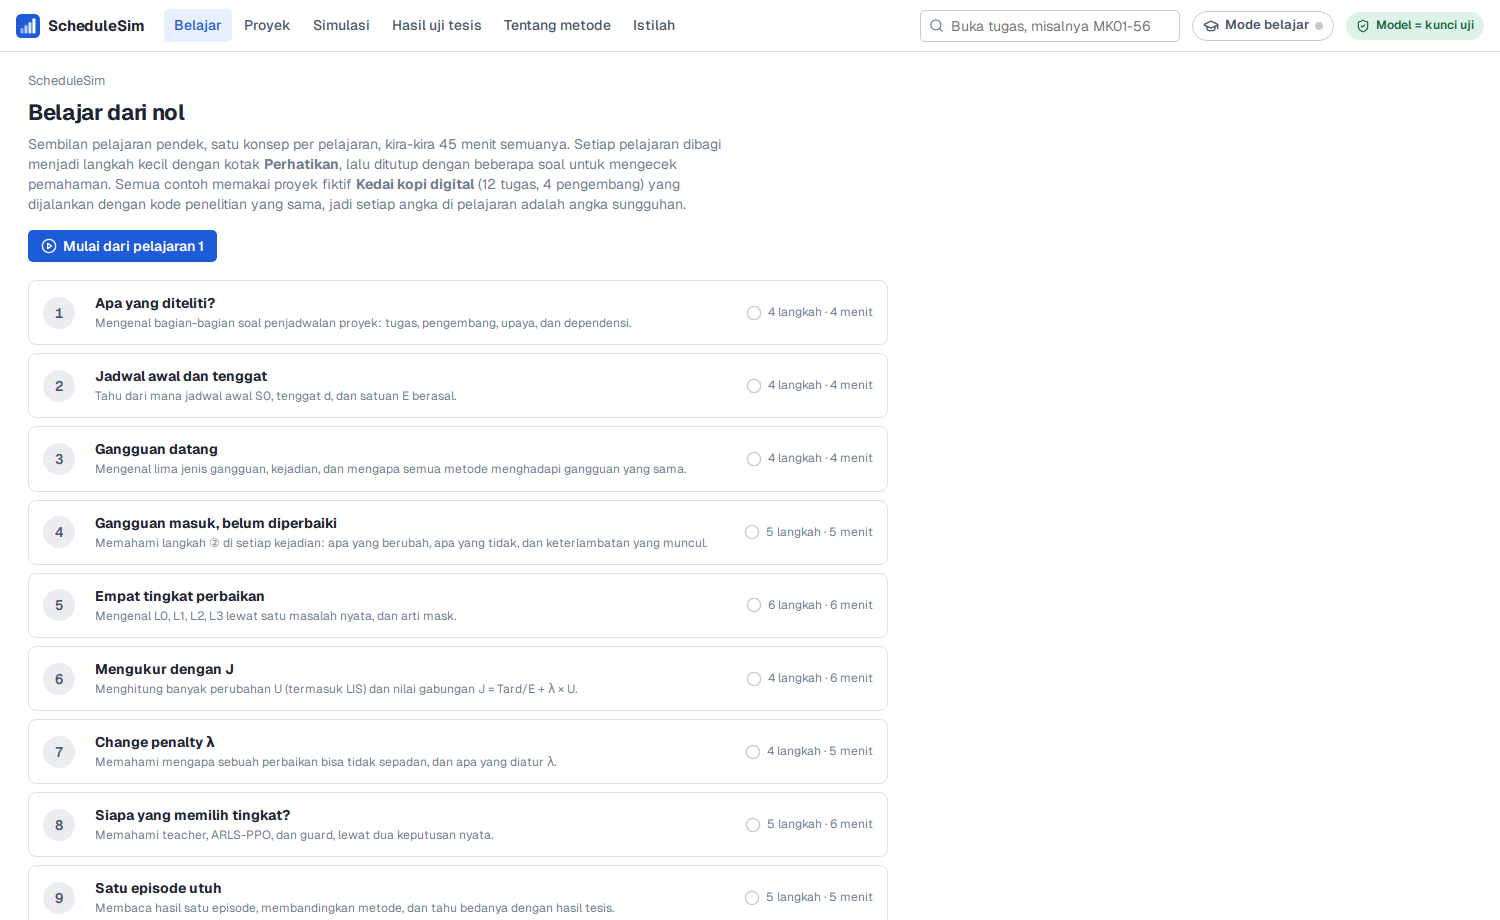 ScheduleSim
Belajar
Proyek
Simulasi
Hasil uji tesis
Tentang metode
Istilah
Buka tugas, misalnya MK01-56
Mode belajar
Model = kunci uji
ScheduleSim
Belajar dari nol
Sembilan pelajaran pendek, satu konsep per pelajaran, kira-kira 45 menit semuanya. Setiap pelajaran dibagi
menjadi langkah kecil dengan kotak Perhatikan, lalu ditutup dengan beberapa soal untuk mengecek
pemahaman. Semua contoh memakai proyek fiktif Kedai kopi digital (12 tugas, 4 pengembang) yang
dijalankan dengan kode penelitian yang sama, jadi setiap angka di pelajaran adalah angka sungguhan.
Mulai dari pelajaran 1
1
Apa yang diteliti?
Mengenal bagian-bagian soal penjadwalan proyek: tugas, pengembang, upaya, dan dependensi.
4 langkah · 4 menit
2
Jadwal awal dan tenggat
Tahu dari mana jadwal awal S0, tenggat d, dan satuan E berasal.
4 langkah · 4 menit
3
Gangguan datang
Mengenal lima jenis gangguan, kejadian, dan mengapa semua metode menghadapi gangguan yang sama.
4 langkah · 4 menit
4
Gangguan masuk, belum diperbaiki
Memahami langkah ② di setiap kejadian: apa yang berubah, apa yang tidak, dan keterlambatan yang muncul.
5 langkah · 5 menit
5
Empat tingkat perbaikan
Mengenal L0, L1, L2, L3 lewat satu masalah nyata, dan arti mask.
6 langkah · 6 menit
6
Mengukur dengan J
Menghitung banyak perubahan U (termasuk LIS) dan nilai gabungan J = Tard/E + λ × U.
4 langkah · 6 menit
7
Change penalty λ
Memahami mengapa sebuah perbaikan bisa tidak sepadan, dan apa yang diatur λ.
4 langkah · 5 menit
8
Siapa yang memilih tingkat?
Memahami teacher, ARLS-PPO, dan guard, lewat dua keputusan nyata.
5 langkah · 6 menit
9
Satu episode utuh
Membaca hasil satu episode, membandingkan metode, dan tahu bedanya dengan hasil tesis.
5 langkah · 5 menit